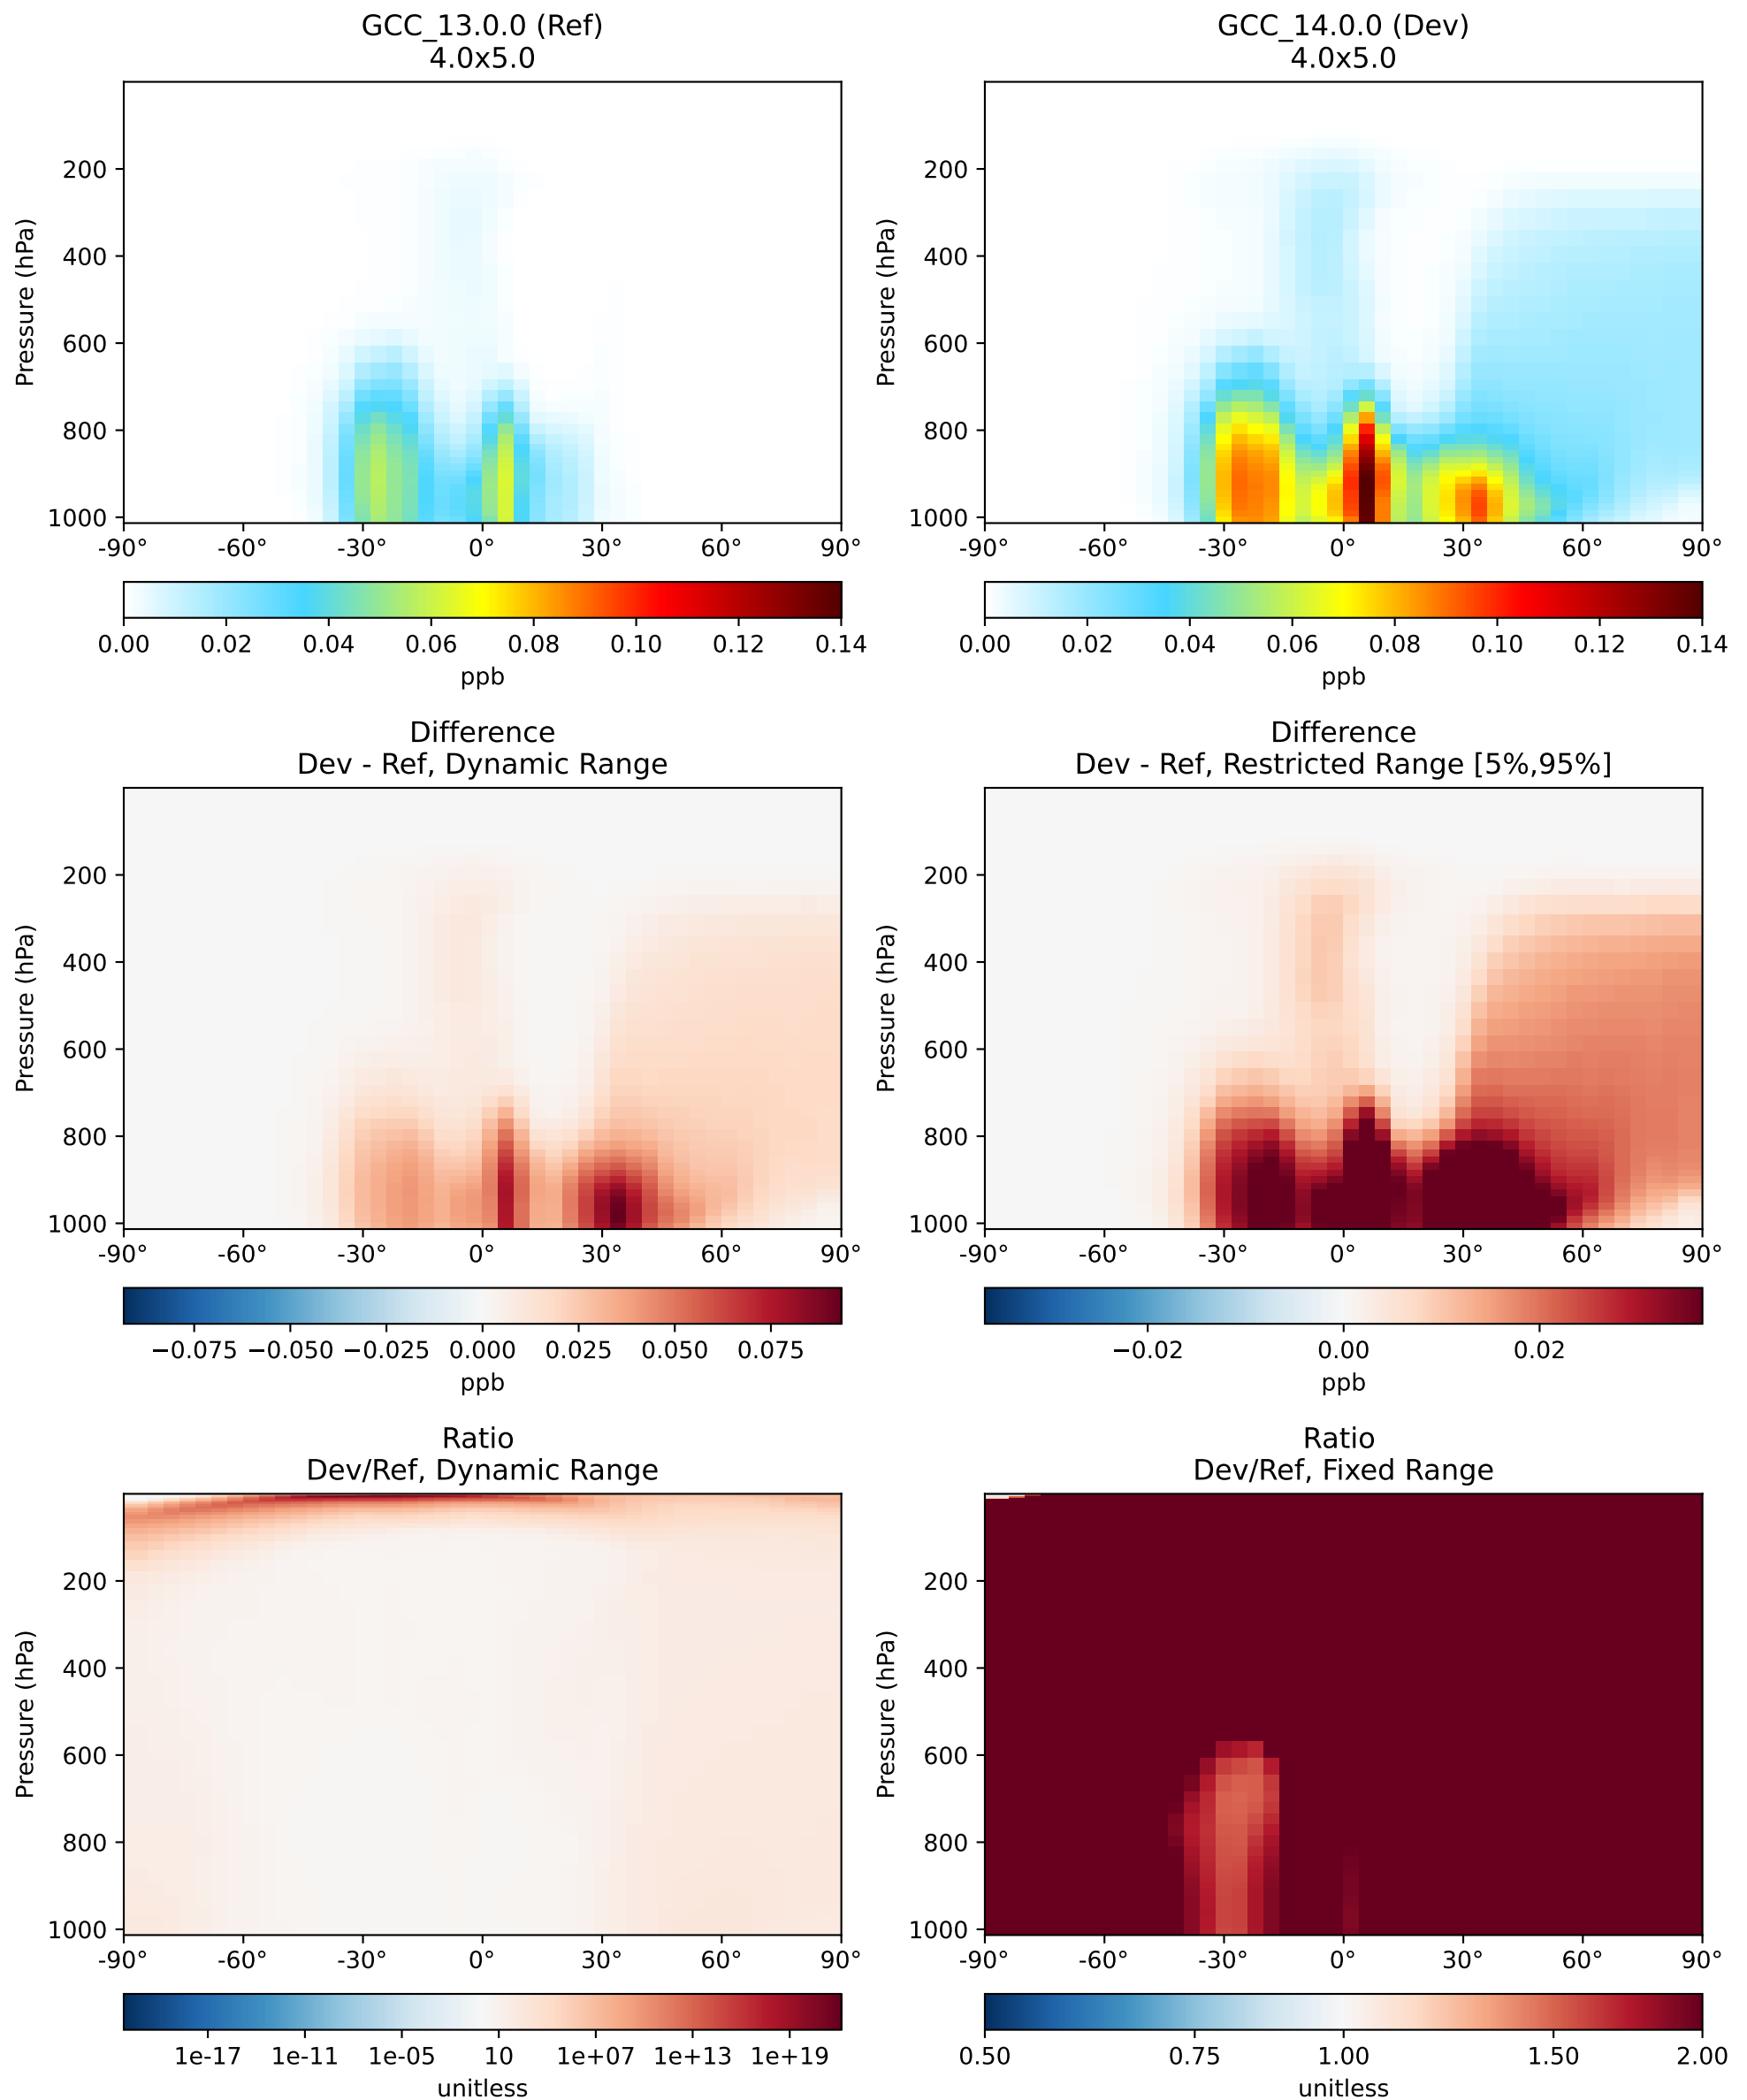 GCC_13.0.0 (Ref)
4.0x5.0
Pressure (hPa)
200
400
600
800
1000
-90° -60° -30° 0° 30° 60° 90°
0.00 0.02 0.04 0.06 0.08 0.10 0.12 0.14
ppb
GCC_14.0.0 (Dev)
4.0x5.0
Pressure (hPa)
200
400
600
800
1000
-90° -60° -30° 0° 30° 60° 90°
0.00 0.02 0.04 0.06 0.08 0.10 0.12 0.14
ppb
Difference
Dev - Ref, Dynamic Range
Pressure (hPa)
200
400
600
800
1000
-90° -60° -30° 0° 30° 60° 90°
−0.075 −0.050 −0.025 0.000 0.025 0.050 0.075
ppb
Difference
Dev - Ref, Restricted Range [5%,95%]
Pressure (hPa)
200
400
600
800
1000
-90° -60° -30° 0° 30° 60° 90°
−0.02 0.00 0.02
ppb
Ratio
Dev/Ref, Dynamic Range
Pressure (hPa)
200
400
600
800
1000
-90° -60° -30° 0° 30° 60° 90°
1e-17 1e-11 1e-05 10 1e+07 1e+13 1e+19
unitless
Ratio
Dev/Ref, Fixed Range
Pressure (hPa)
200
400
600
800
1000
-90° -60° -30° 0° 30° 60° 90°
0.50 0.75 1.00 1.50 2.00
unitless